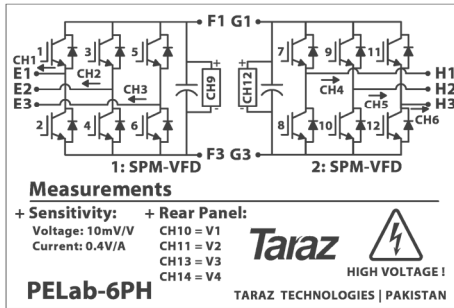 F1 G1
1 3 5 7 9 11
CH1
E1
CH2
CH9
CH12
CH4
H1
E2
CH3
CH5
H2
E3
H3
CH6
2 4 6 8 10 12
+ - + -
1: SPM-VFD
F3 G3
2: SPM-VFD
Measurements
+ Sensitivity:
Voltage: 10mV/V
Current: 0.4V/A
+ Rear Panel:
CH10 = V1
CH11 = V2
CH13 = V3
CH14 = V4
Taraz
HIGH VOLTAGE !
PELab-6PH
TARAZ TECHNOLOGIES | PAKISTAN